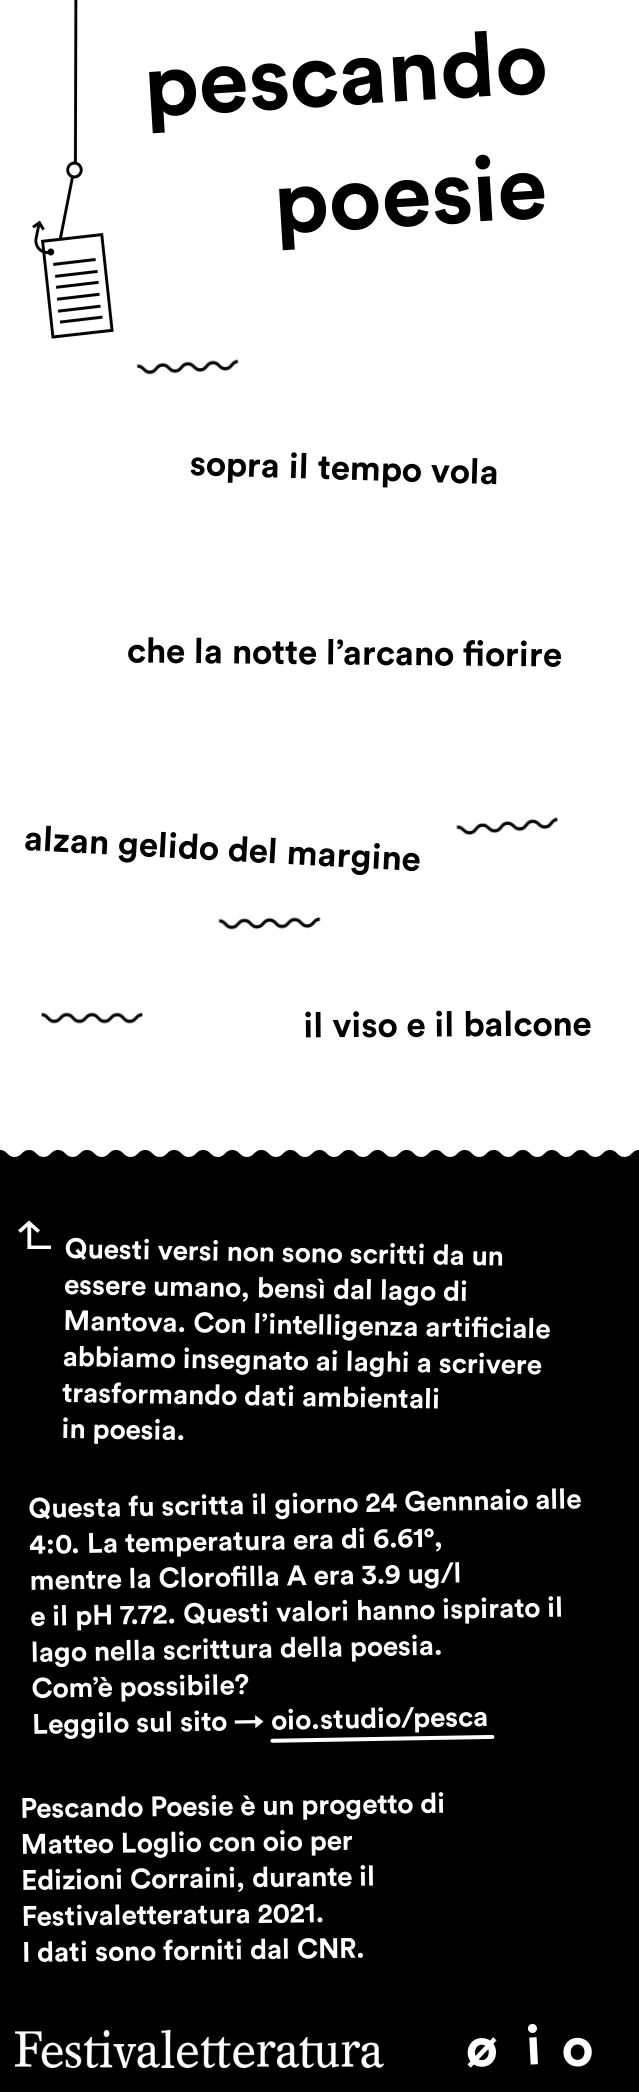 pescando
poesie
sopra il tempo vola
che la notte l’arcano fiorire
alzan gelido del margine
il viso e il balcone
Questi versi non sono scritti da un
essere umano, bensì dal lago di
Mantova. Con l’intelligenza artificiale
abbiamo insegnato ai laghi a scrivere
trasformando dati ambientali
in poesia.
Questa fu scritta il giorno 24 Gennnaio alle
4:0. La temperatura era di 6.61°,
mentre la Clorofilla A era 3.9 ug/l
e il pH 7.72. Questi valori hanno ispirato il
lago nella scrittura della poesia.
Com’è possibile?
Leggilo sul sito → oio.studio/pesca
Pescando Poesie è un progetto di
Matteo Loglio con oio per
Edizioni Corraini, durante il
Festivaletteratura 2021.
I dati sono forniti dal CNR.
Festivaletteratura ø i o